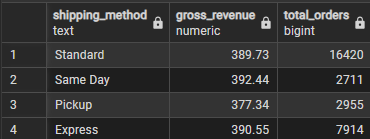 shipping_method gross_revenue total_orders
text numeric bigint
1 Standard 389.73 16420
2 Same Day 392.44 2711
3 Pickup 377.34 2955
4 Express 390.55 7914